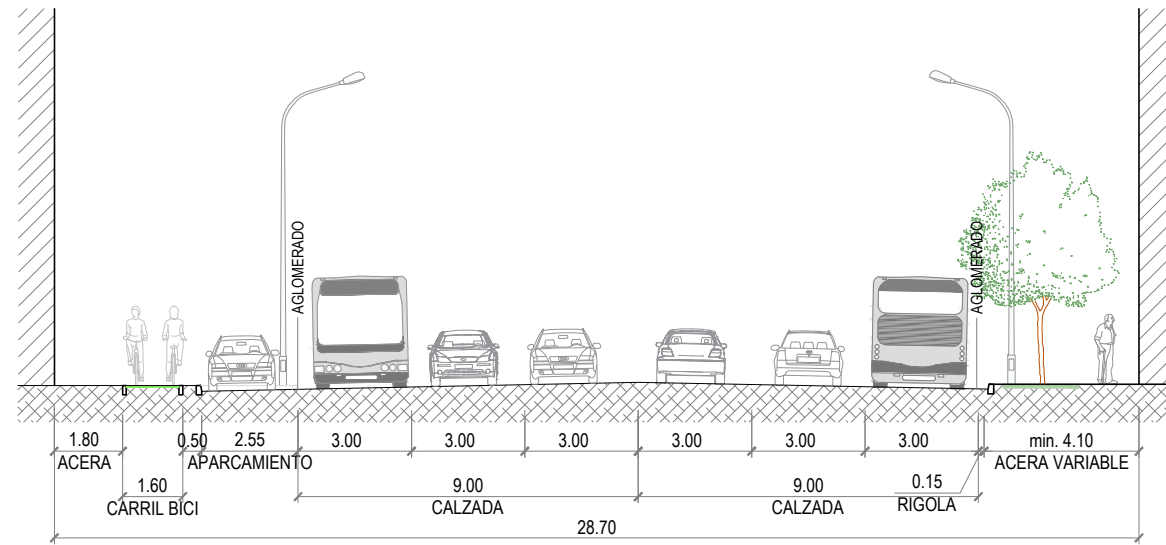 AGLOMERADO
AGLOMERADO
1.80
0.50
2.55
3.00
3.00
3.00
3.00
3.00
3.00
min. 4.10
ACERA
APARCAMIENTO
ACERA VARIABLE
1.60
9.00
9.00
0.15
CARRIL BICI
CALZADA
CALZADA
RIGOLA
28.70